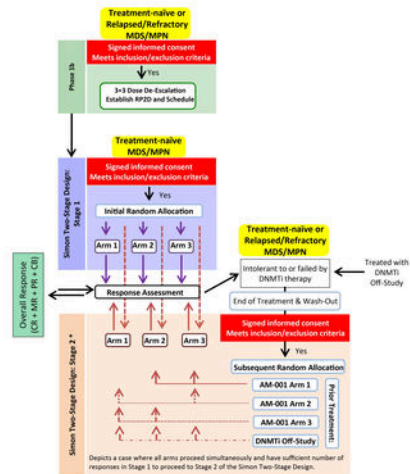 Treatment-naïve or
Relapsed/Refractory
MDS/MPN
Signed informed consent
Meets inclusion/exclusion criteria
Yes
3+3 Dose De-Escalation
Establish RP2D and Schedule
Phase 1b
Treatment-naïve
MDS/MPN
Signed informed consent
Meets inclusion/exclusion criteria
Yes
Initial Random Allocation
Arm 1
Arm 2
Arm 3
Simon Two-Stage Design:
Stage 1
Response Assessment
Overall Response
(CR + MR + PR + CB)
Treatment-naïve or
Relapsed/Refractory
MDS/MPN
Intolerant to or failed by
DNMTi therapy
Treated with
DNMTi
Off-Study
End of Treatment & Wash-Out
Signed informed consent
Meets inclusion/exclusion criteria
Yes
Subsequent Random Allocation
Arm 1
Arm 2
Arm 3
AM-001 Arm 1
AM-001 Arm 2
AM-001 Arm 3
DNMTi Off-Study
Prior Treatment:
Simon Two-Stage Design: Stage 2 *
Depicts a case where all arms proceed simultaneously and have sufficient number of
responses in Stage 1 to proceed to Stage 2 of the Simon Two-Stage Design.